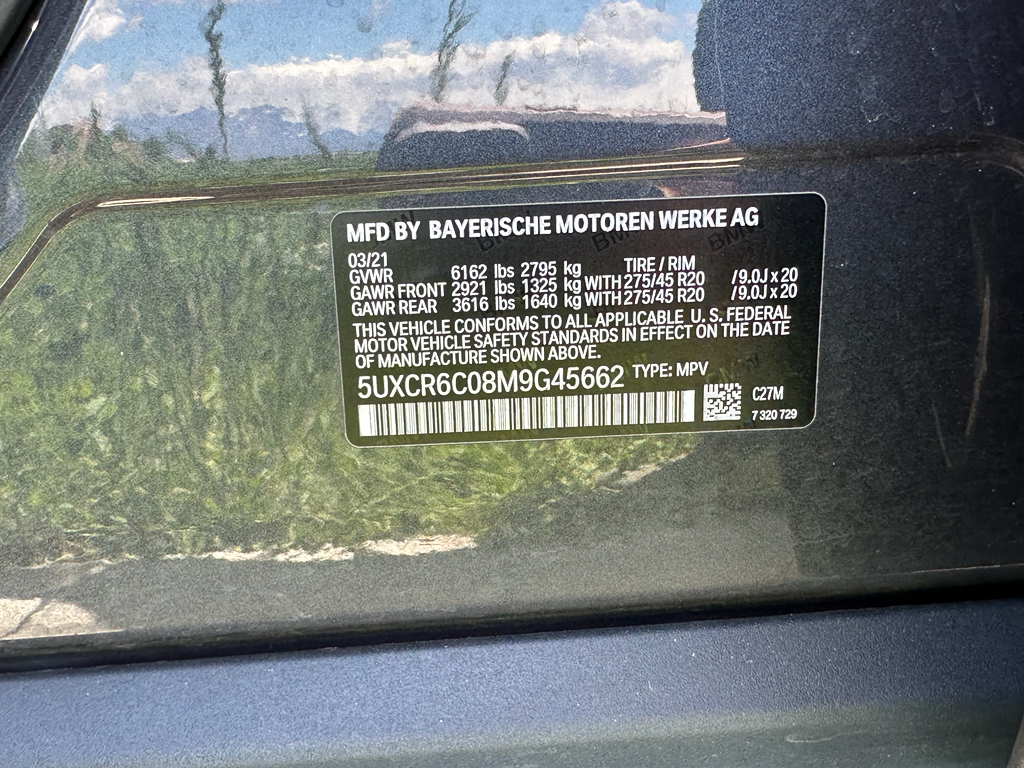 MFD BY BAYERISCHE MOTOREN WERKE AG
03/21 TIRE / RIM
GVWR 6162 lbs 2795 kg
GAWR FRONT 2921 lbs 1325 kg WITH 275/45 R20 /9.0J x 20
GAWR REAR 3616 lbs 1640 kg WITH 275/45 R20 /9.0J x 20
THIS VEHICLE CONFORMS TO ALL APPLICABLE U. S. FEDERAL
MOTOR VEHICLE SAFETY STANDARDS IN EFFECT ON THE DATE
OF MANUFACTURE SHOWN ABOVE.
5UXCR6C08M9G45662 TYPE: MPV
C27M
7 320 729